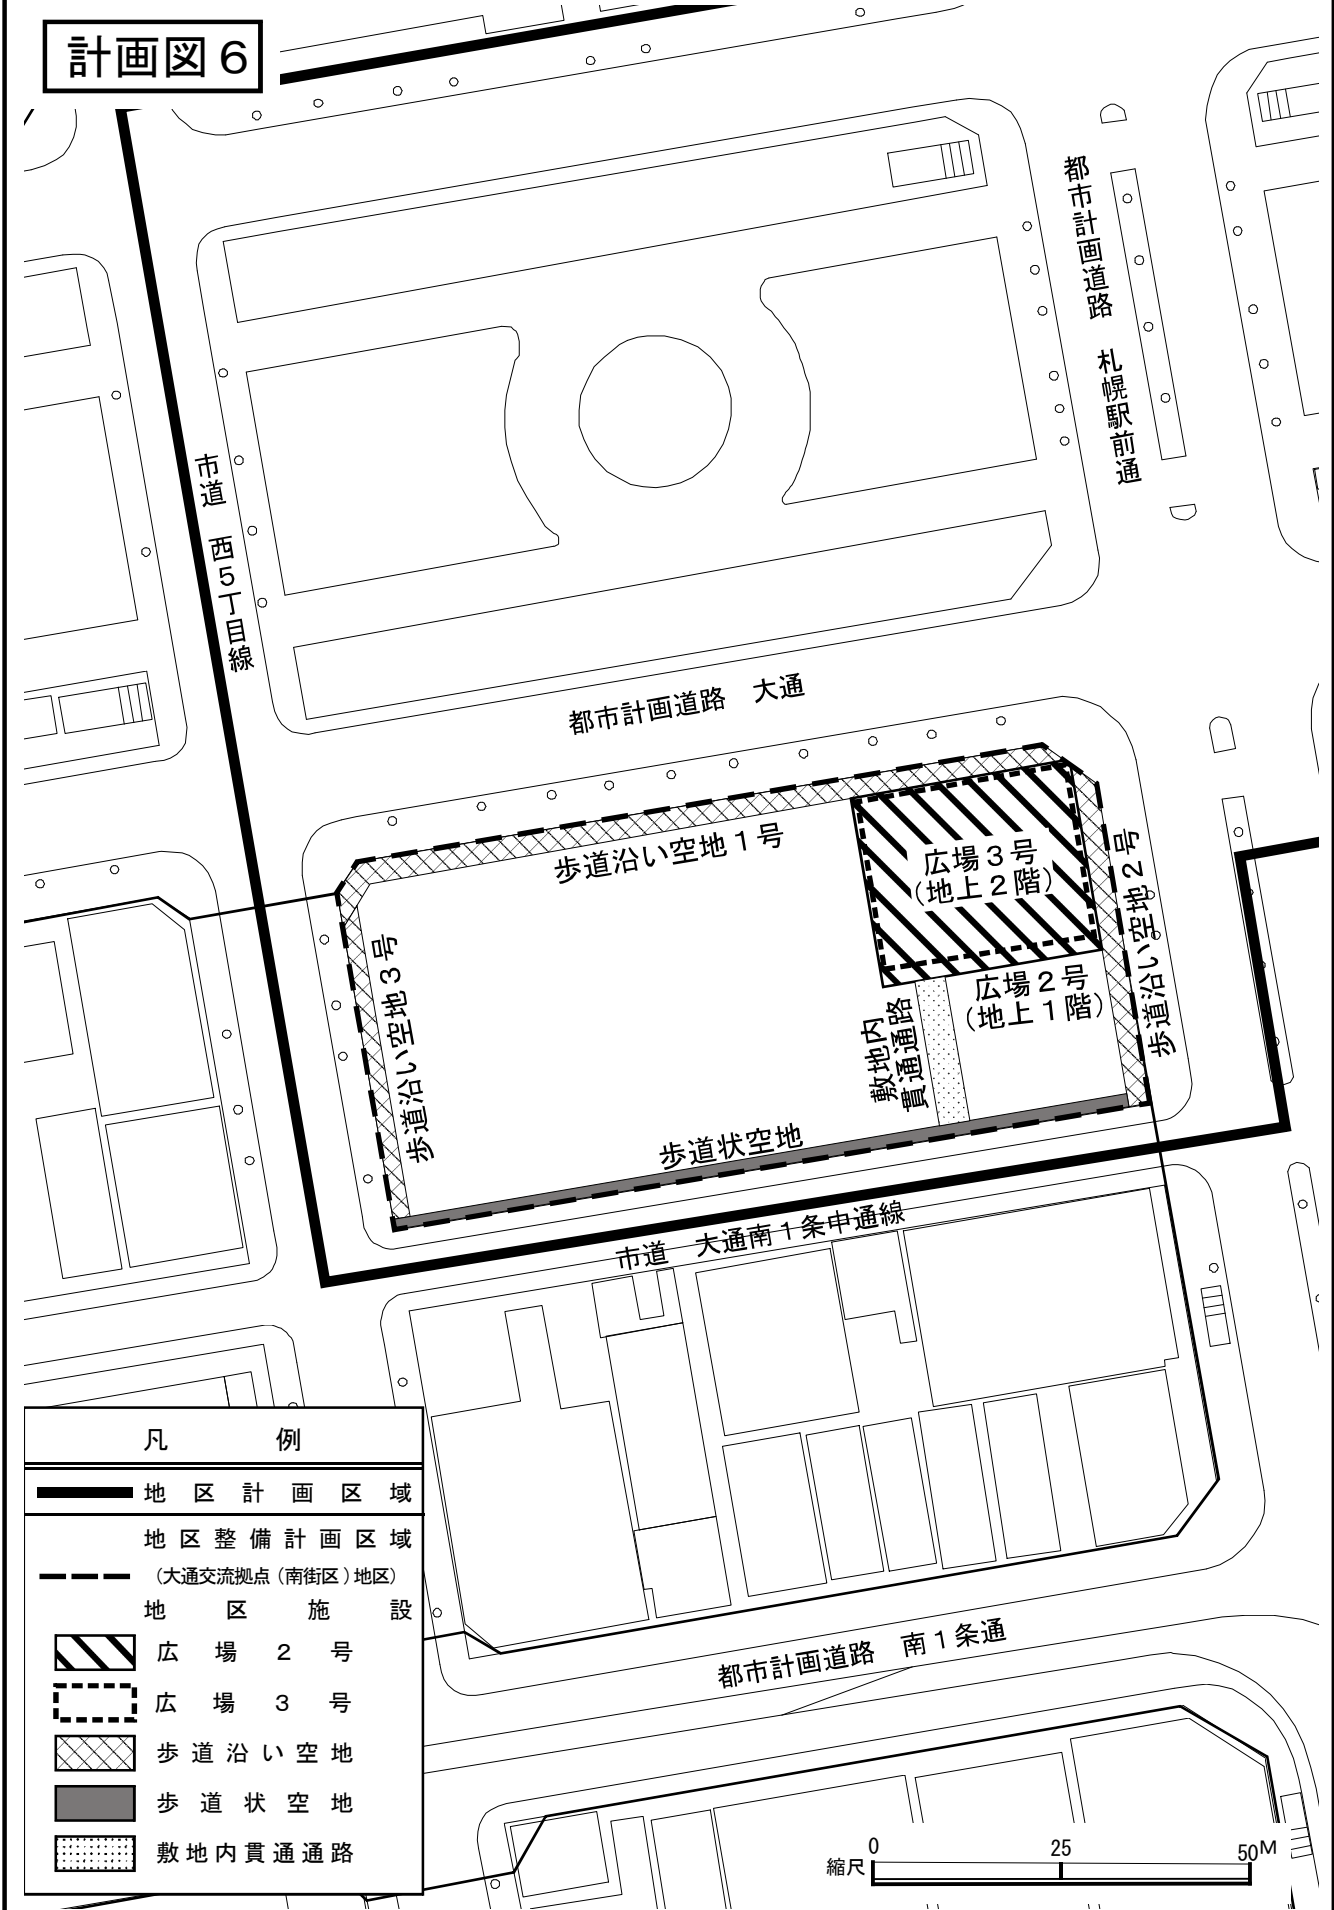 計画図６
都市計画道路　札幌駅前通
市道　西５丁目線
都市計画道路　大通
歩道沿い空地１号
広場３号
（地上２階）
歩道沿い空地２号
歩道沿い空地３号
広場２号
（地上１階）
敷地内
貫通通路
歩道状空地
市道　大通南１条中通線
都市計画道路　南１条通
凡　例
地区計画区域
地区整備計画区域
（大通交流拠点（南街区）地区）
地区施設
広場２号
広場３号
歩道沿い空地
歩道状空地
敷地内貫通通路
縮尺 0 25 50M